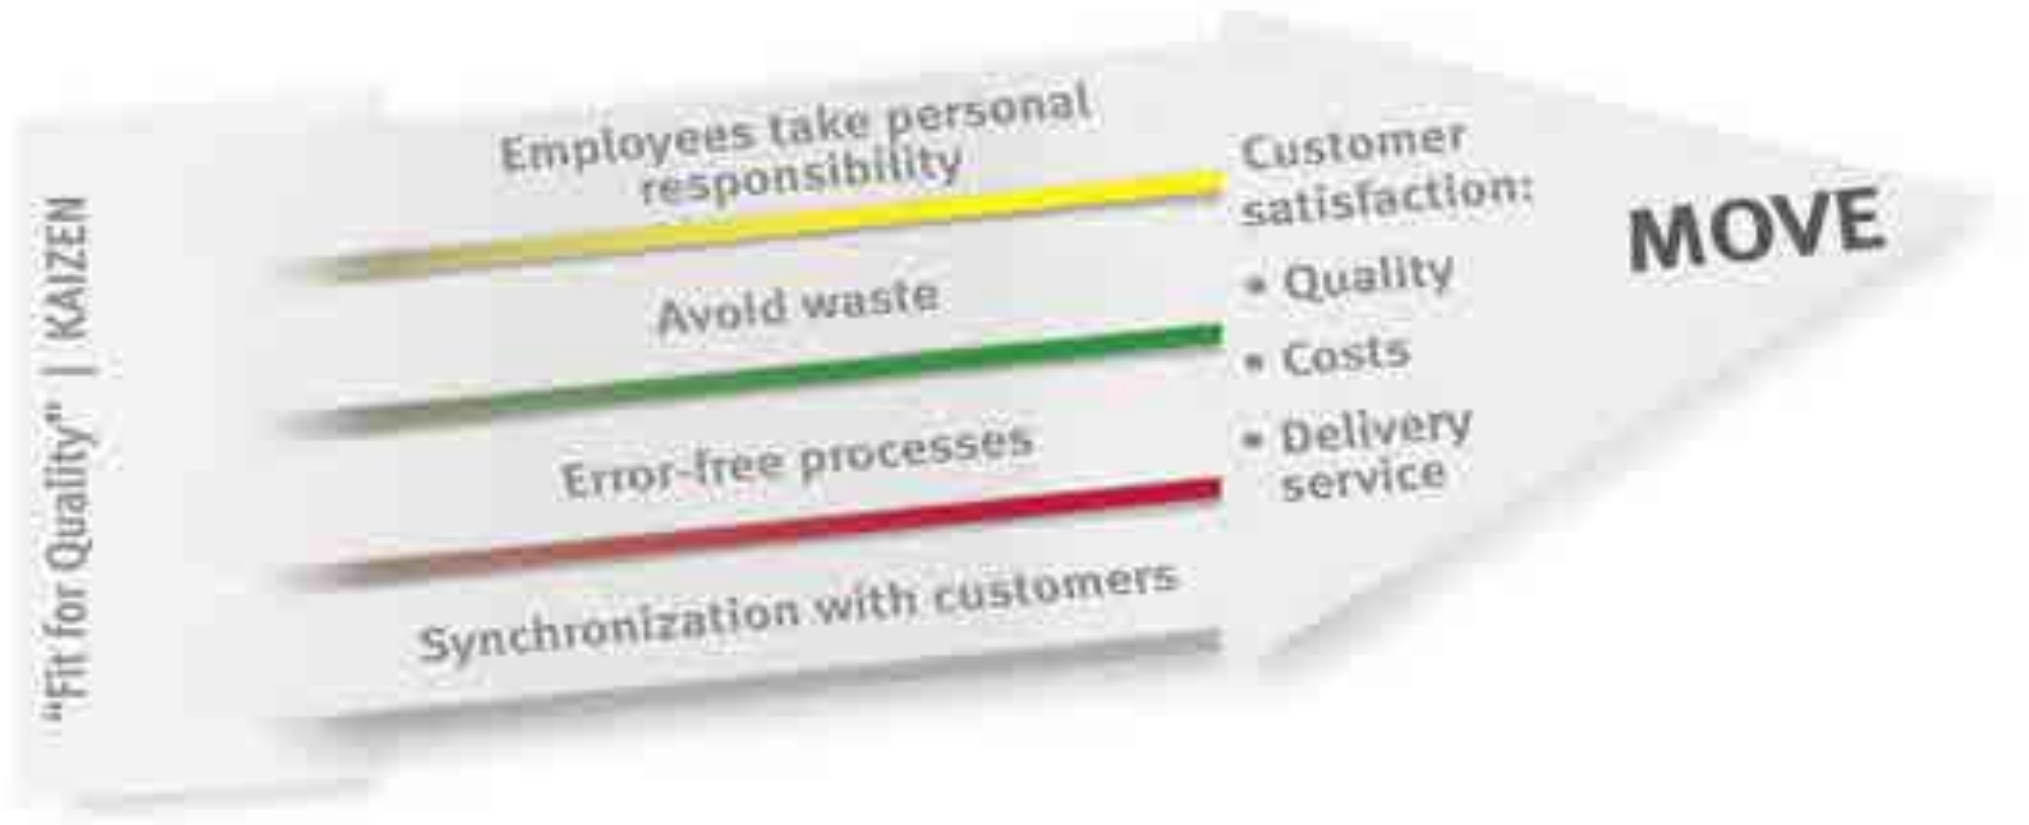 "Fit for Quality" | KAIZEN
Employees take personal
responsibility
Avoid waste
Error-free processes
Synchronization with customers
Customer
satisfaction:
• Quality
• Costs
• Delivery
service
MOVE